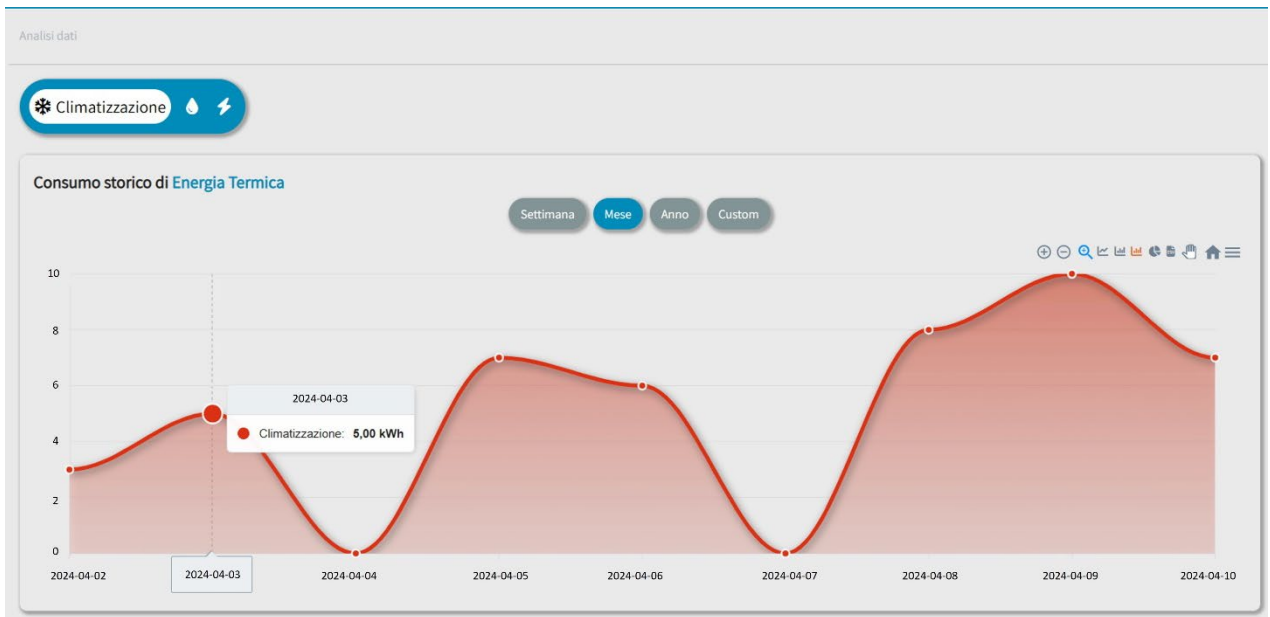 Analisi dati
Climatizzazione
Consumo storico di Energia Termica
Settimana Mese Anno Custom
10
8
6
4
2
0
2024-04-03
Climatizzazione: 5,00 kWh
2024-04-02 2024-04-03 2024-04-04 2024-04-05 2024-04-06 2024-04-07 2024-04-08 2024-04-09 2024-04-10